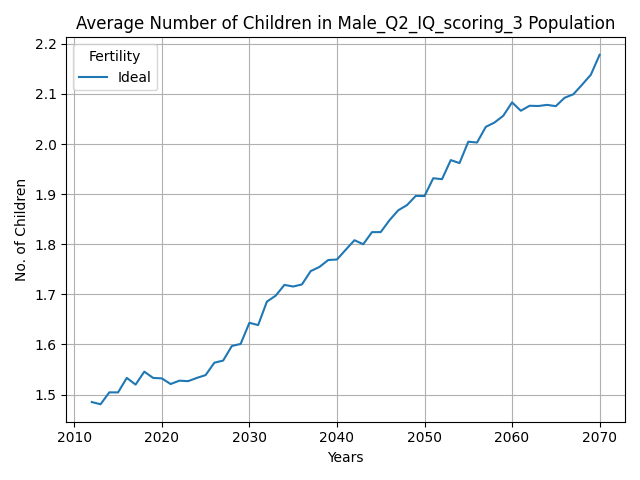 Average Number of Children in Male_Q2_IQ_scoring_3 Population
Fertility
Ideal
No. of Children
2.2
2.1
2.0
1.9
1.8
1.7
1.6
1.5
2010 2020 2030 2040 2050 2060 2070
Years